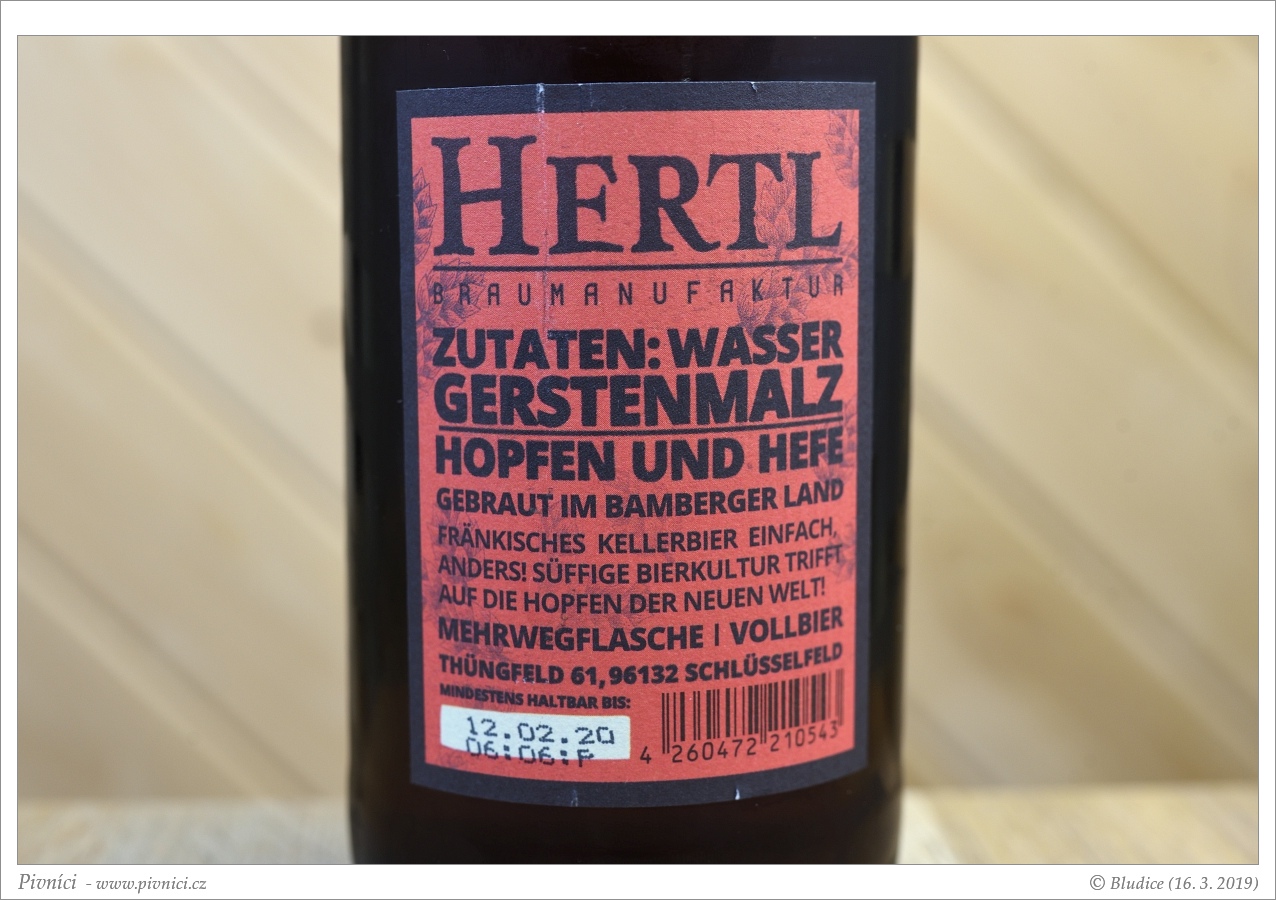 HERTL
BRAUMANUFAKTUR
ZUTATEN: WASSER
GERSTENMALZ
HOPFEN UND HEFE
GEBRAUT IM BAMBERGER LAND
FRÄNKISCHES KELLERBIER EINFACH,
ANDERS! SÜFFIGE BIERKULTUR TRIFFT
AUF DIE HOPFEN DER NEUEN WELT!
MEHRWEGFLASCHE | VOLLBIER
THÜNGFELD 61, 96132 SCHLÜSSELFELD
MINDESTENS HALTBAR BIS:
12.02.20
06:06:F
4 260472 210543
Pivníci - www.pivnici.cz
© Bludice (16. 3. 2019)